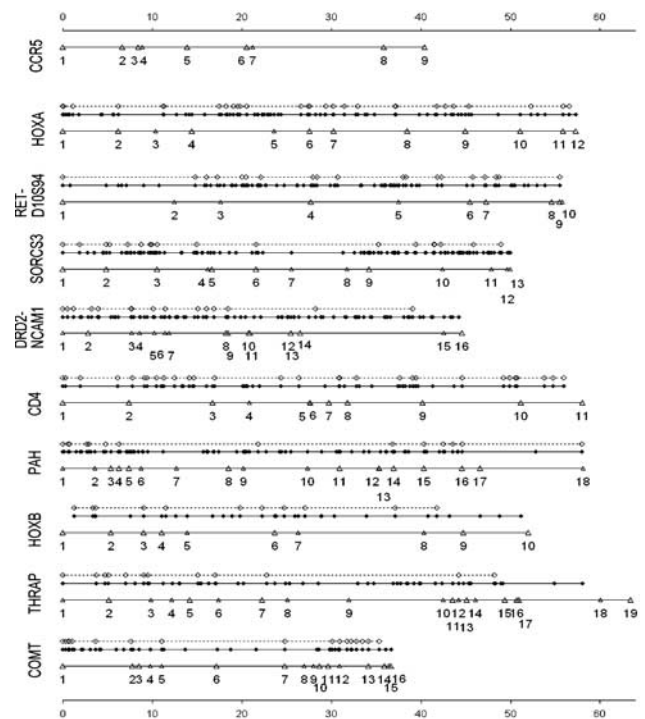 0 10 20 30 40 50 60
CCR5
1 2 3 4 5 6 7 8 9
HOXA
1 2 3 4 5 6 7 8 9 10 11 12
RET-
D10S94
1 2 3 4 5 6 7 8 10
9
SORCS3
1 2 3 4 5 6 7 8 9 10 11 13
12
DRD2-
NCAM1
1 2 3 4 5 6 7 8 10 12 14 15 16
9 11 13
CD4
1 2 3 4 5 6 7 8 9 10 11
PAH
1 2 3 4 5 6 7 8 9 10 11 12 14 15 16 17 18
13
HOXB
1 2 3 4 5 6 7 8 9 10
THRAP
1 2 3 4 5 6 7 8 9 10 12 14 15 16 18 19
11 13 17
COMT
1 2 3 4 5 6 7 8 9 11 12 13 14 16
10 15
0 10 20 30 40 50 60